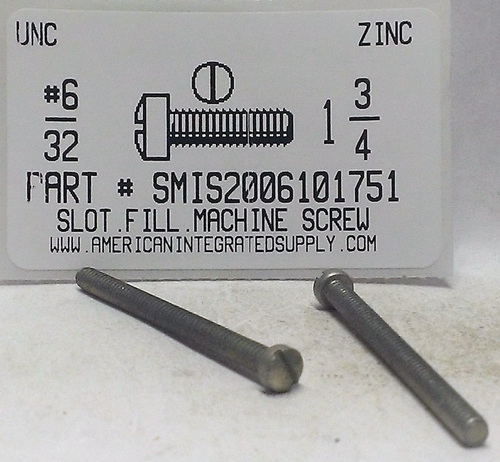 UNC ZINC
#6
32
1 3
4
PART # SMIS2006101751
SLOT.FILL.MACHINE SCREW
WWW.AMERICANINTEGRATEDSUPPLY.COM